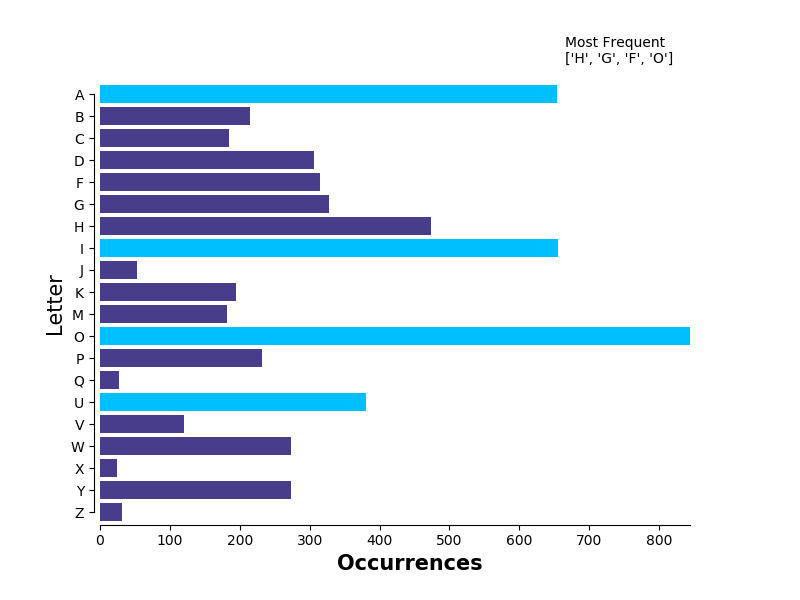 Most Frequent
['H', 'G', 'F', 'O']
A
B
C
D
F
G
H
I
J
K
M
O
P
Q
U
V
W
X
Y
Z
Letter
0 100 200 300 400 500 600 700 800
Occurrences